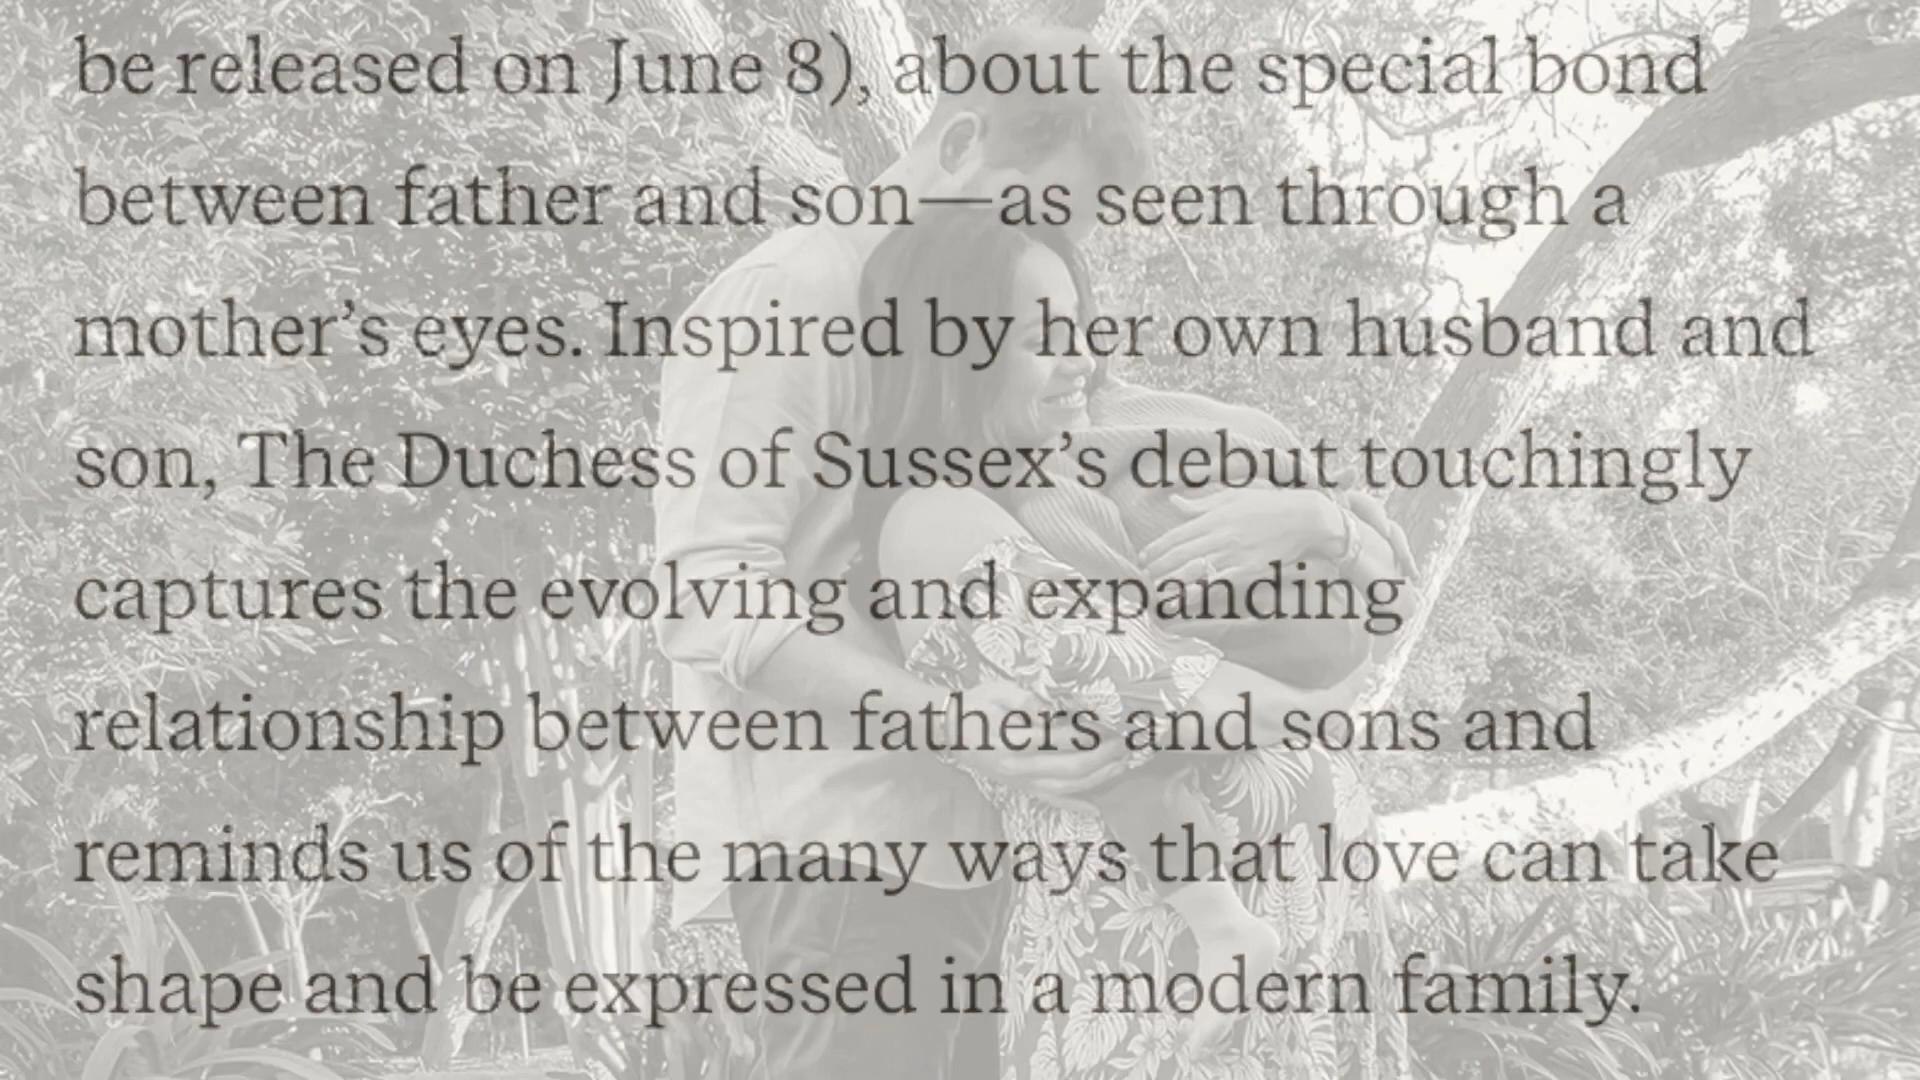 be released on June 8), about the special bond
between father and son—as seen through a
mother’s eyes. Inspired by her own husband and
son, The Duchess of Sussex’s debut touchingly
captures the evolving and expanding
relationship between fathers and sons and
reminds us of the many ways that love can take
shape and be expressed in a modern family.